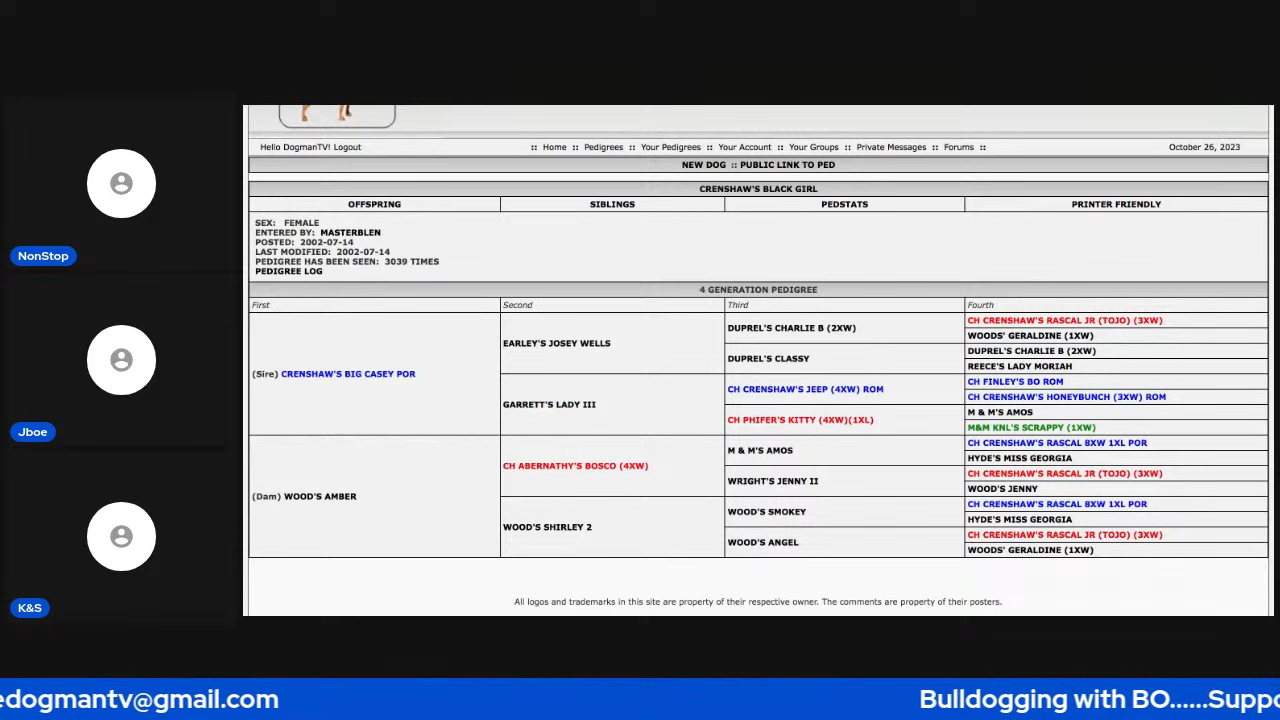 Hello DogmanTV! Logout
:: Home :: Pedigrees :: Your Pedigrees :: Your Account :: Your Groups :: Private Messages :: Forums ::
October 26, 2023
NEW DOG :: PUBLIC LINK TO PED
CRENSHAW'S BLACK GIRL
OFFSPRING
SIBLINGS
PEDSTATS
PRINTER FRIENDLY
SEX: FEMALE
ENTERED BY: MASTERBLEN
POSTED: 2002-07-14
LAST MODIFIED: 2002-07-14
PEDIGREE HAS BEEN SEEN: 3039 TIMES
PEDIGREE LOG
4 GENERATION PEDIGREE
First
Second
Third
Fourth
(Sire) CRENSHAW'S BIG CASEY POR
(Dam) WOOD'S AMBER
EARLEY'S JOSEY WELLS
GARRETT'S LADY III
CH ABERNATHY'S BOSCO (4XW)
WOOD'S SHIRLEY 2
DUPREL'S CHARLIE B (2XW)
DUPREL'S CLASSY
CH CRENSHAW'S JEEP (4XW) ROM
CH PHIFER'S KITTY (4XW)(1XL)
M & M'S AMOS
WRIGHT'S JENNY II
WOOD'S SMOKEY
WOOD'S ANGEL
CH CRENSHAW'S RASCAL JR (TOJO) (3XW)
WOODS' GERALDINE (1XW)
DUPREL'S CHARLIE B (2XW)
REECE'S LADY MORIAH
CH FINLEY'S BO ROM
CH CRENSHAW'S HONEYBUNCH (3XW) ROM
M & M'S AMOS
M&M KNL'S SCRAPPY (1XW)
CH CRENSHAW'S RASCAL 8XW 1XL POR
HYDE'S MISS GEORGIA
CH CRENSHAW'S RASCAL JR (TOJO) (3XW)
WOOD'S JENNY
CH CRENSHAW'S RASCAL 8XW 1XL POR
HYDE'S MISS GEORGIA
CH CRENSHAW'S RASCAL JR (TOJO) (3XW)
WOODS' GERALDINE (1XW)
All logos and trademarks in this site are property of their respective owner. The comments are property of their posters.
NonStop
Jboe
K&S
edogmantv@gmail.com
Bulldogging with BO......Suppo